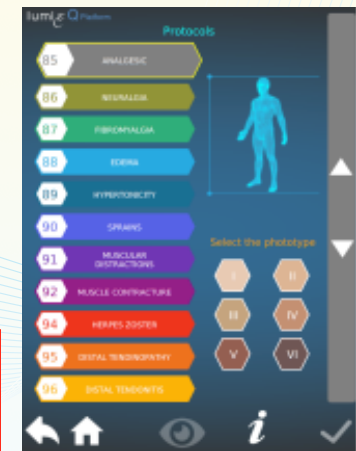 lumiε Q Platform
Protocols
85 ANALGESIC
86 NEURALGIA
87 FIBROMYALGIA
88 EDEMA
89 HYPERTONICITY
90 SPRAINS
91 MUSCULAR
DISTRACTIONS
92 MUSCLE CONTRACTURE
94 HERPES ZOSTER
95 DISTAL TENDINOPATHY
96 DISTAL TENDONITIS
Select the phototype
I II
III IV
V VI
i